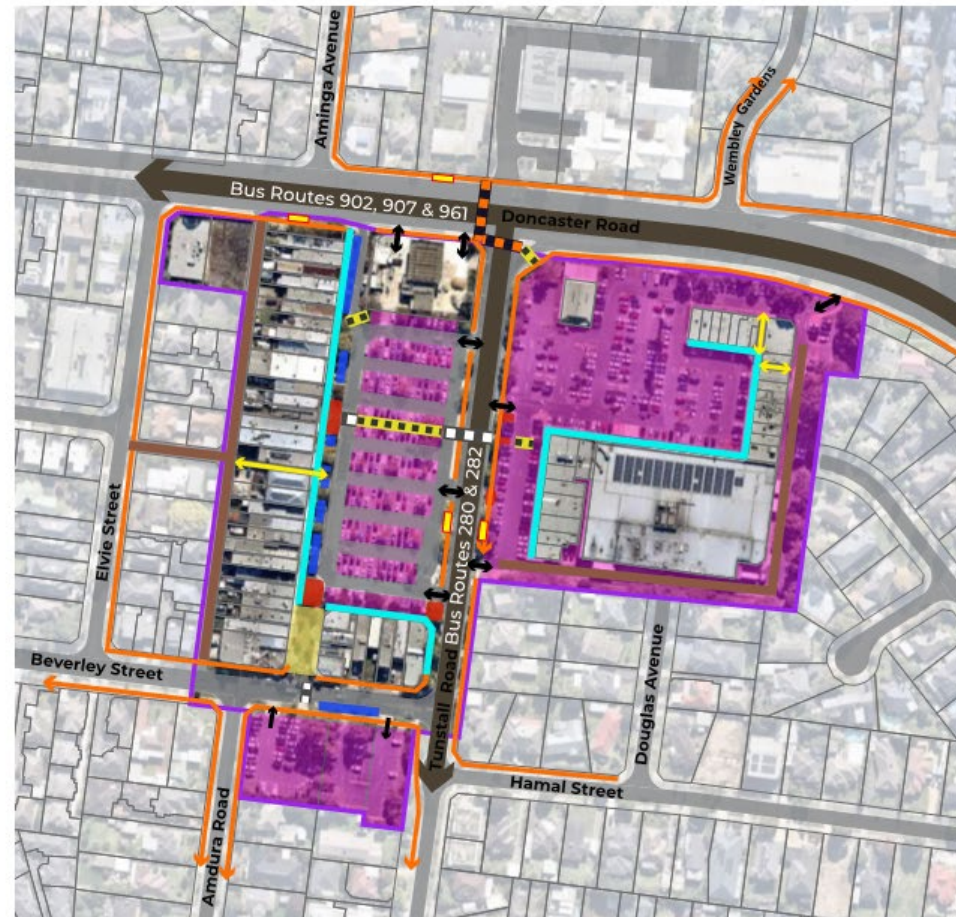 Aminga Avenue
Wembley Gardens
Bus Routes 902, 907 & 961
Doncaster Road
Elvie Street
Bus Routes 280 & 282
Tunstall Road
Beverley Street
Douglas Avenue
Hamal Street
Amdura Road